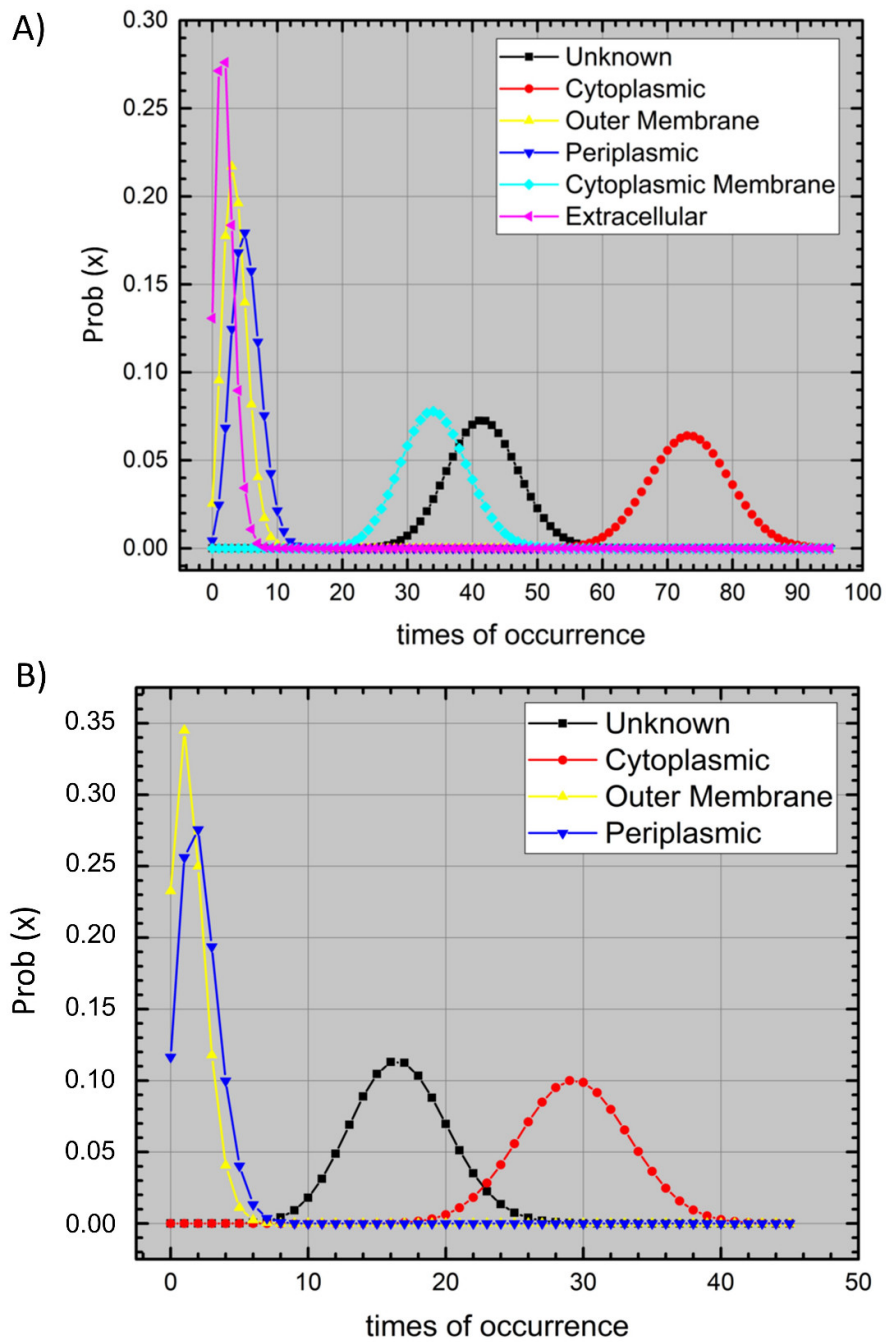 A)
0.30
0.25
0.20
0.15
0.10
0.05
0.00
Prob (x)
Unknown
Cytoplasmic
Outer Membrane
Periplasmic
Cytoplasmic Membrane
Extracellular
0 10 20 30 40 50 60 70 80 90 100
times of occurrence
B)
0.35
0.30
0.25
0.20
0.15
0.10
0.05
0.00
Prob (x)
Unknown
Cytoplasmic
Outer Membrane
Periplasmic
0 10 20 30 40 50
times of occurrence